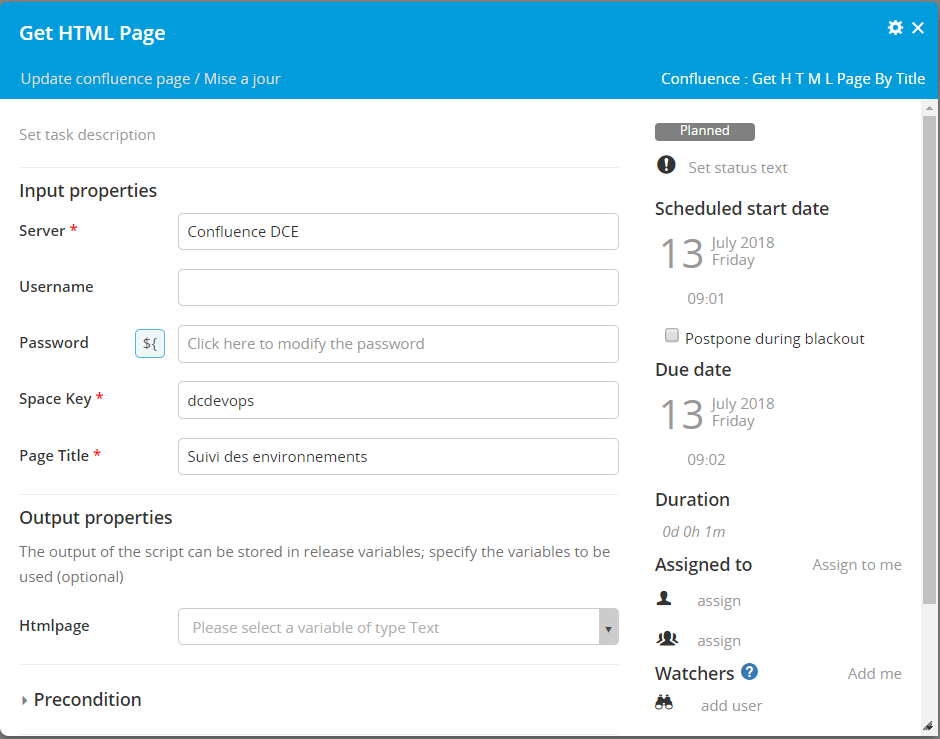 Get HTML Page
Update confluence page / Mise a jour
Confluence : Get H T M L Page By Title
Set task description
Input properties
Server *
Confluence DCE
Username
Password
${
Click here to modify the password
Space Key *
dcdevops
Page Title *
Suivi des environnements
Output properties
The output of the script can be stored in release variables; specify the variables to be
used (optional)
Htmlpage
Please select a variable of type Text
Precondition
Planned
Set status text
Scheduled start date
13
July 2018
Friday
09:01
Postpone during blackout
Due date
13
July 2018
Friday
09:02
Duration
0d 0h 1m
Assigned to
Assign to me
assign
assign
Watchers ?
Add me
add user